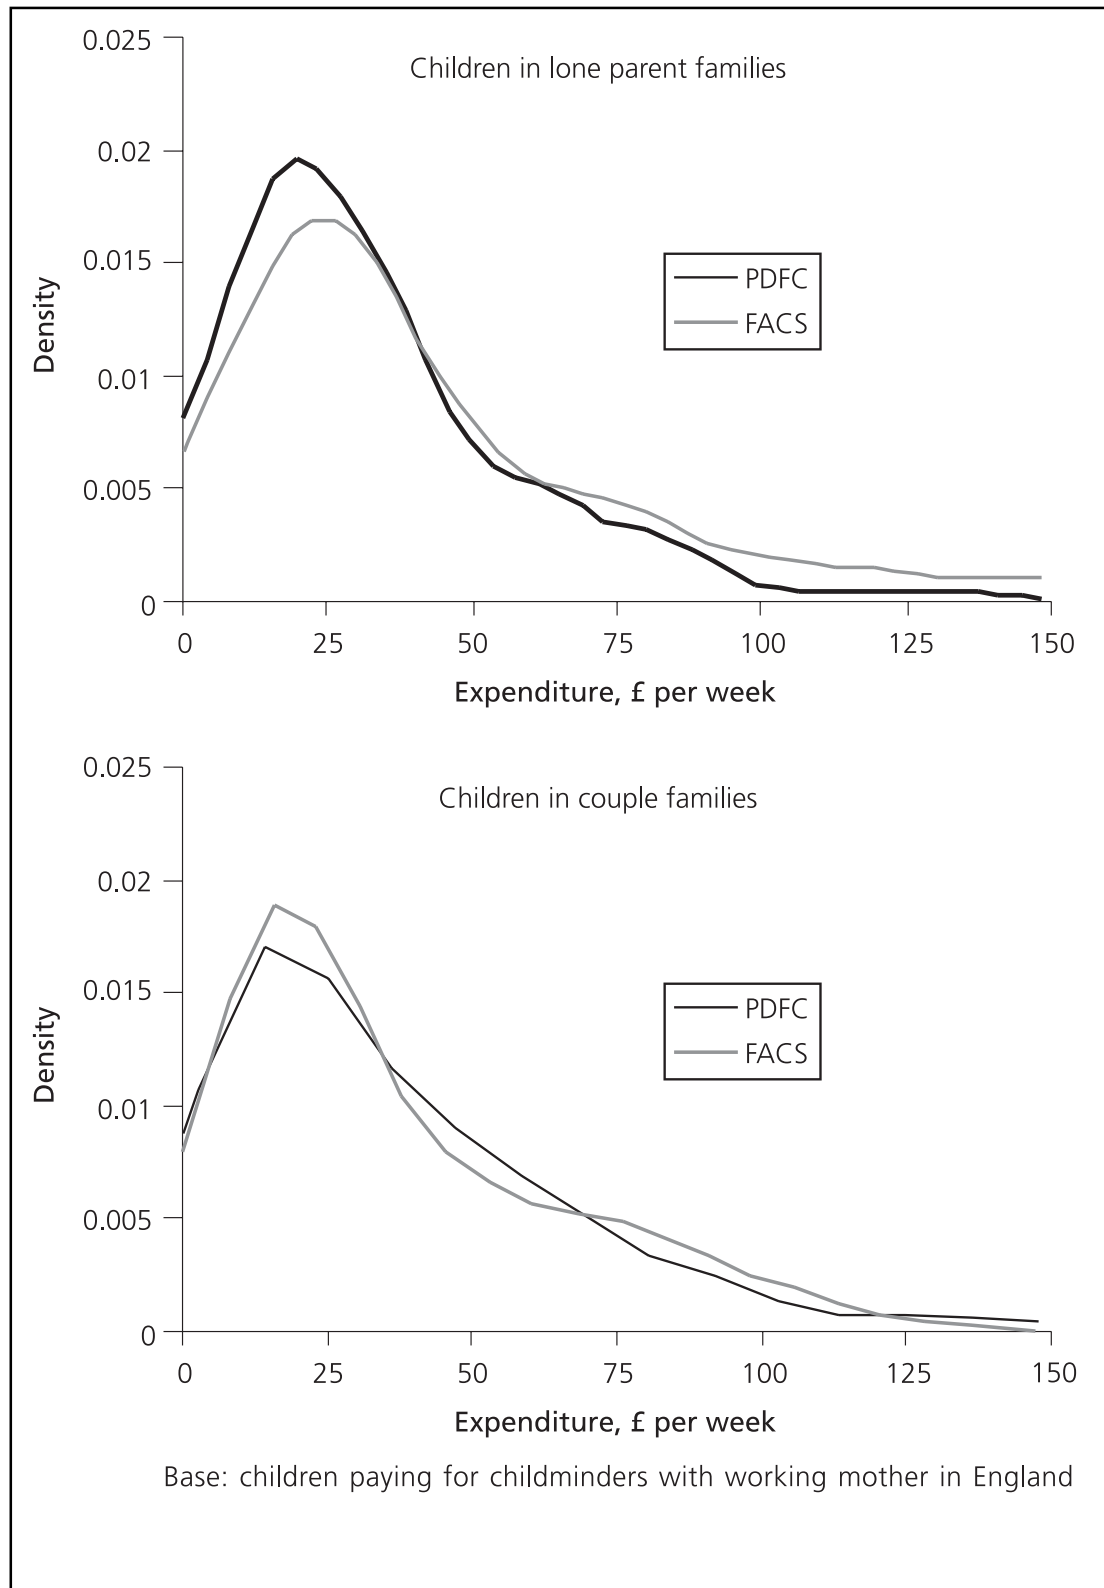 0.025
Children in lone parent families
0.02
0.015
PDFC
FACS
Density
0.01
0.005
0
0 25 50 75 100 125 150
Expenditure, £ per week
0.025
Children in couple families
0.02
0.015
PDFC
FACS
Density
0.01
0.005
0
0 25 50 75 100 125 150
Expenditure, £ per week
Base: children paying for childminders with working mother in England